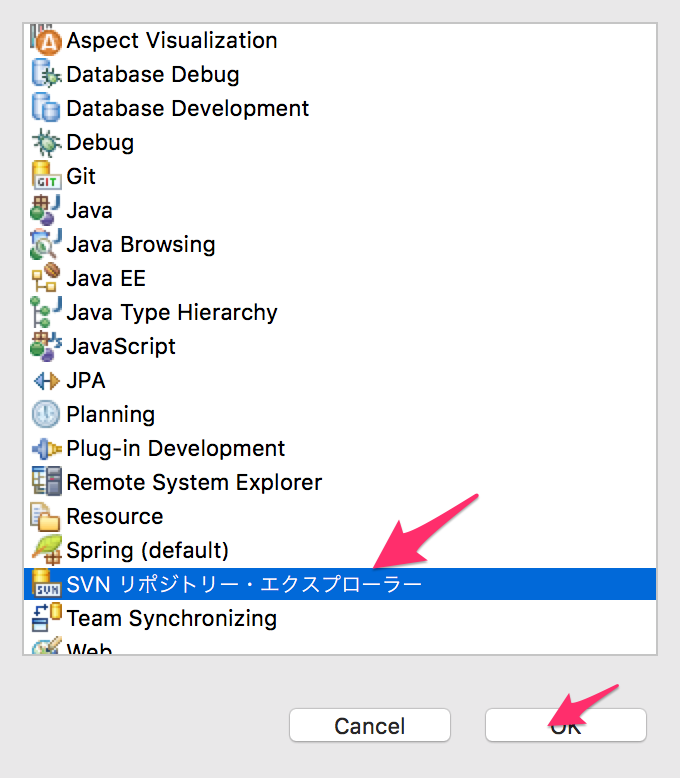 Aspect Visualization
Database Debug
Database Development
Debug
GIT Git
Java
Java Browsing
Java EE
Java Type Hierarchy
JavaScript
JPA
Planning
Plug-in Development
Remote System Explorer
Resource
Spring (default)
SVN SVN リポジトリー・エクスプローラー
Team Synchronizing
Web
Cancel
OK